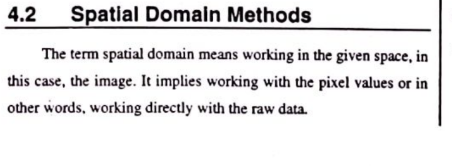 4.2 Spatial Domain Methods
The term spatial domain means working in the given space, in
this case, the image. It implies working with the pixel values or in
other words, working directly with the raw data.